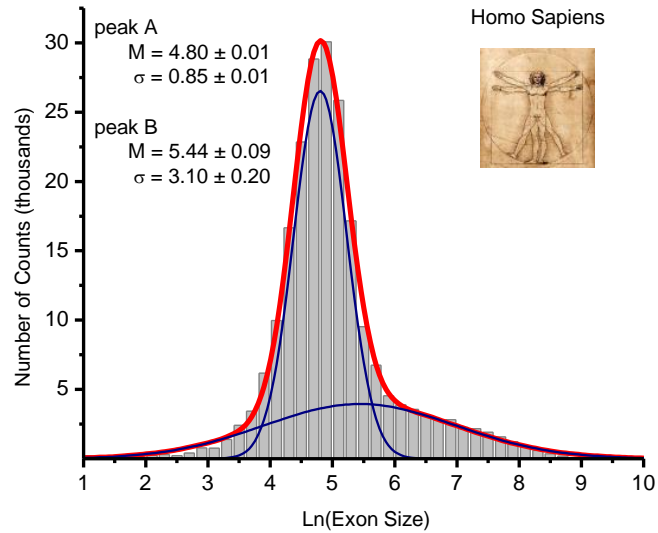 Homo Sapiens
peak A
M = 4.80 ± 0.01
σ = 0.85 ± 0.01
peak B
M = 5.44 ± 0.09
σ = 3.10 ± 0.20
Number of Counts (thousands)
30
25
20
15
10
5
1 2 3 4 5 6 7 8 9 10
Ln(Exon Size)